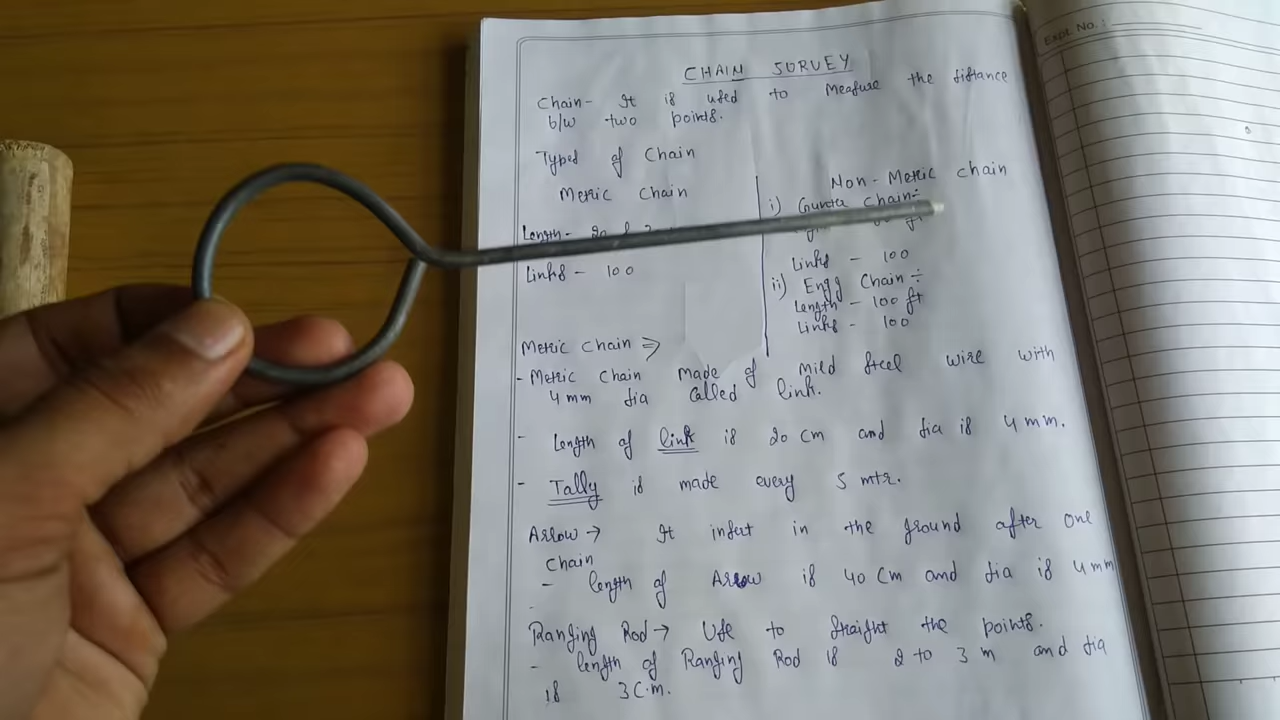 CHAIN SURVEY
Chain- It is used to Measure the distance
b/w two points.
Types of Chain
Metric Chain
Length- 20
Links - 100
Non-Metric chain
i) Gunter Chain÷
Links - 100
ii) Engg Chain÷
Length - 100 ft
Links - 100
Metric Chain ⇒
- Metric Chain made of mild steel wire with
4 mm dia called link.
- Length of link is 20 cm and dia is 4 mm.
- Tally is made every 5 mtr.
Arrow → It insert in the ground after one
chain
- length of Arrow is 40 Cm and dia is 4 mm
Ranging Rod → Use to straight the points.
- length of Ranging Rod is 2 to 3 m and dia
is 3 C.m.
Expt. No. :